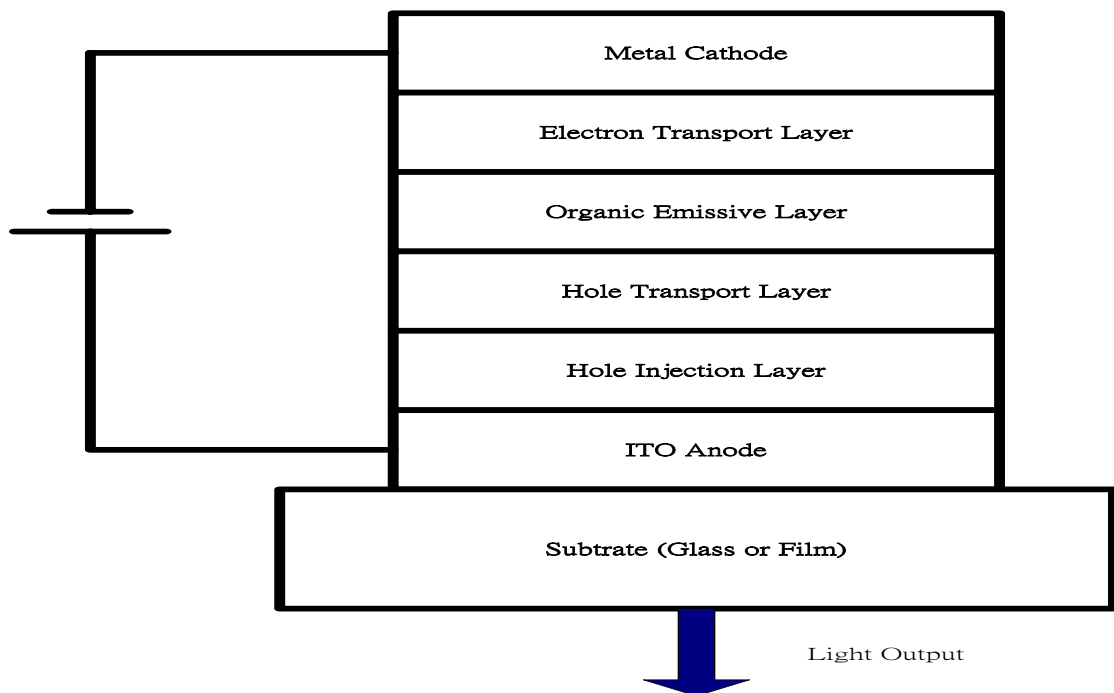 Metal Cathode
Electron Transport Layer
Organic Emissive Layer
Hole Transport Layer
Hole Injection Layer
ITO Anode
Subtrate (Glass or Film)
Light Output